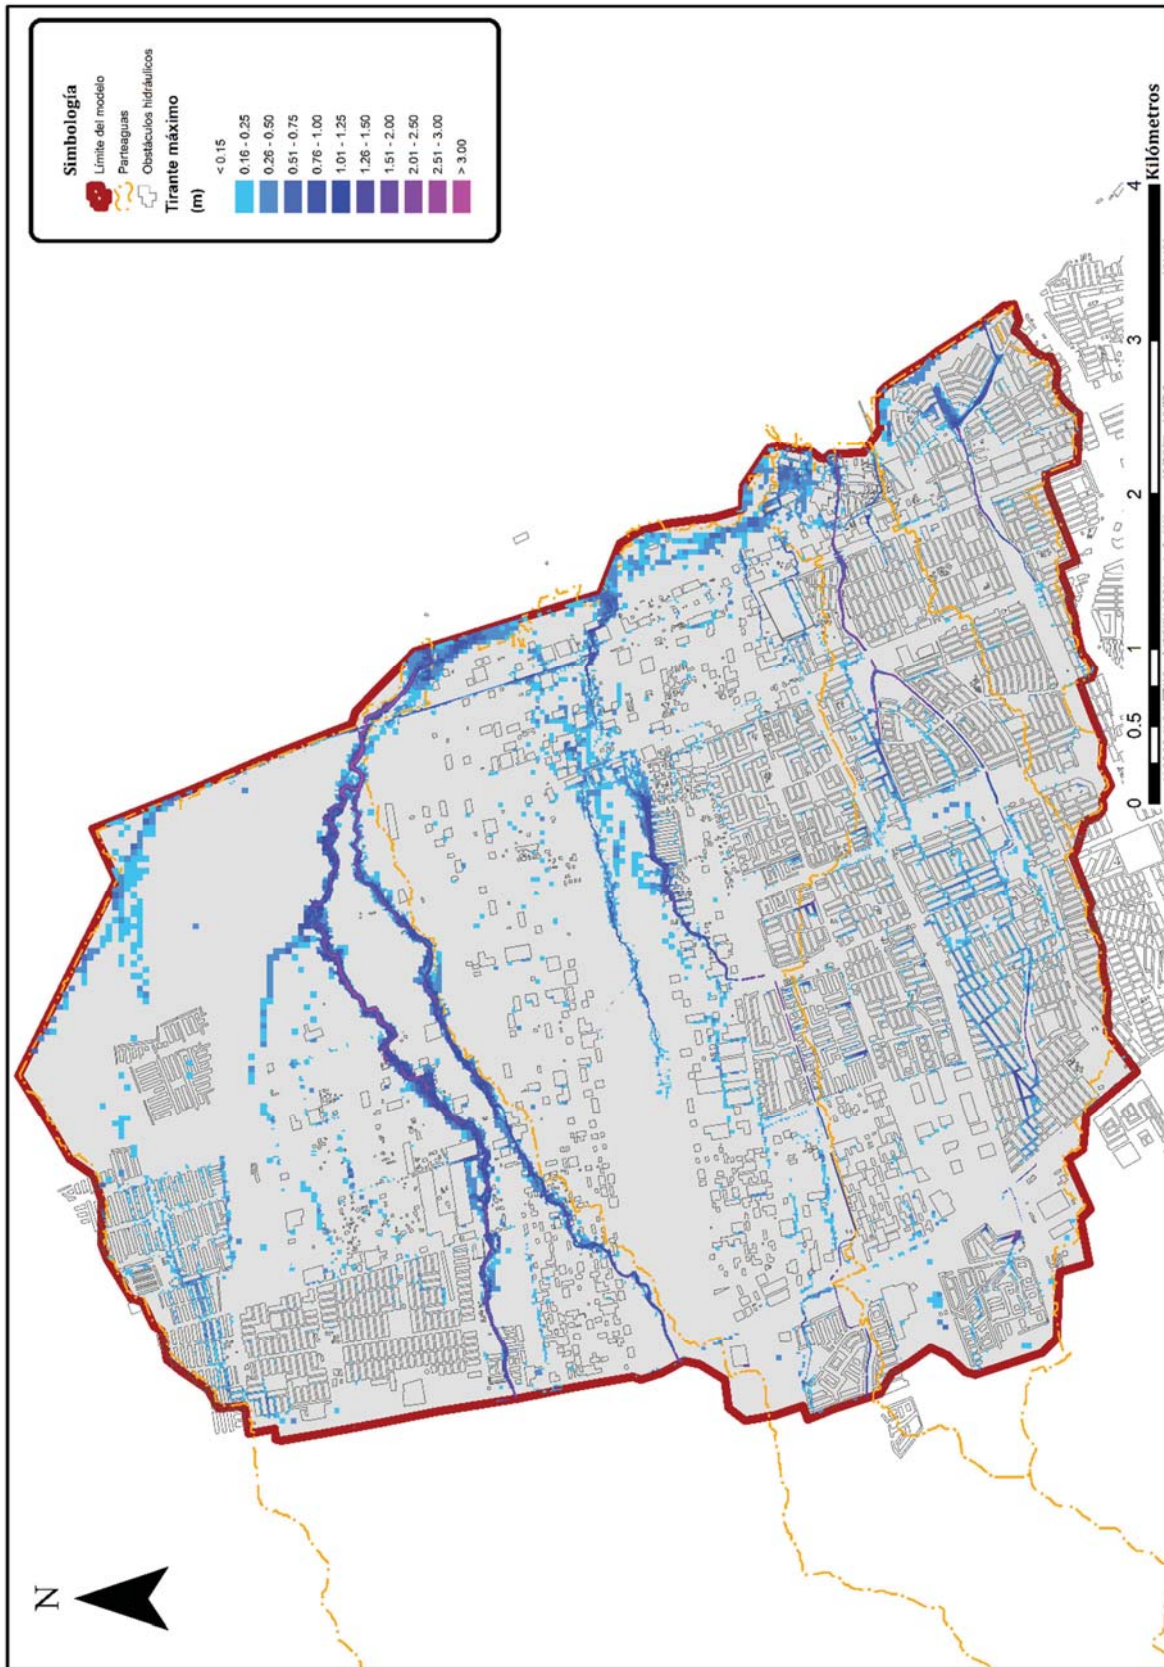 Simbología
Límite del modelo
Parteaguas
Obstáculos hidráulicos
Tirante máximo
(m)
< 0.15
0.16 - 0.25
0.26 - 0.50
0.51 - 0.75
0.76 - 1.00
1.01 - 1.25
1.26 - 1.50
1.51 - 2.00
2.01 - 2.50
2.51 - 3.00
> 3.00
N
0 0.5 1 2 3 4
Kilómetros